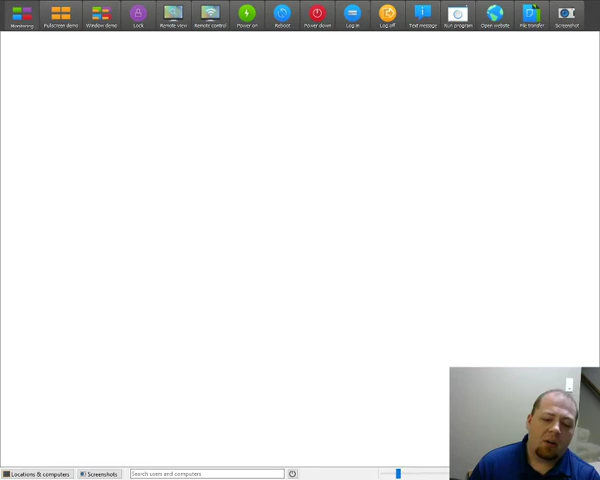 Monitoring Fullscreen demo Window demo Lock Remote view Remote control Power on Reboot Power down Log in Log off Text message Run program Open website File transfer Screenshot
Locations & computers Screenshots Search users and computers